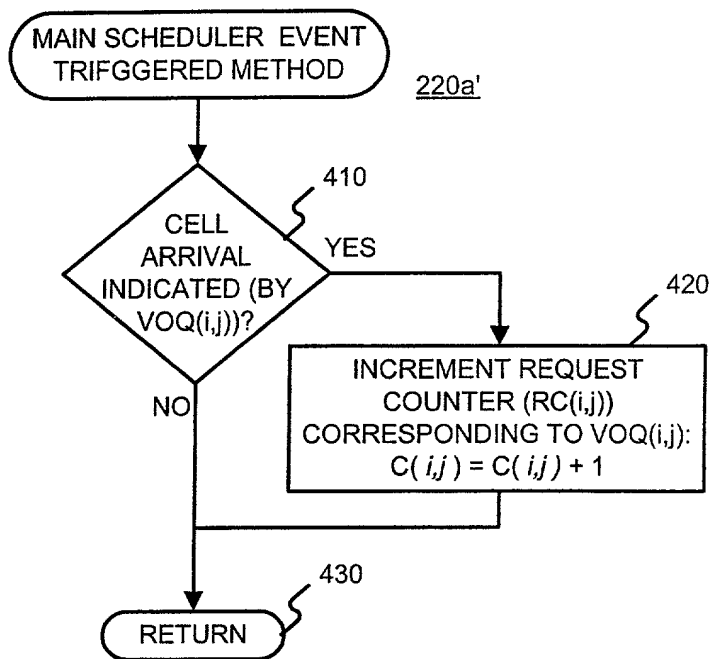 MAIN SCHEDULER EVENT
TRIFGGERED METHOD
220a'
410
CELL
ARRIVAL
INDICATED (BY
VOQ(i,j))?
YES
420
INCREMENT REQUEST
COUNTER (RC(i,j))
CORRESPONDING TO VOQ(i,j):
C( i,j ) = C( i,j ) + 1
NO
430
RETURN